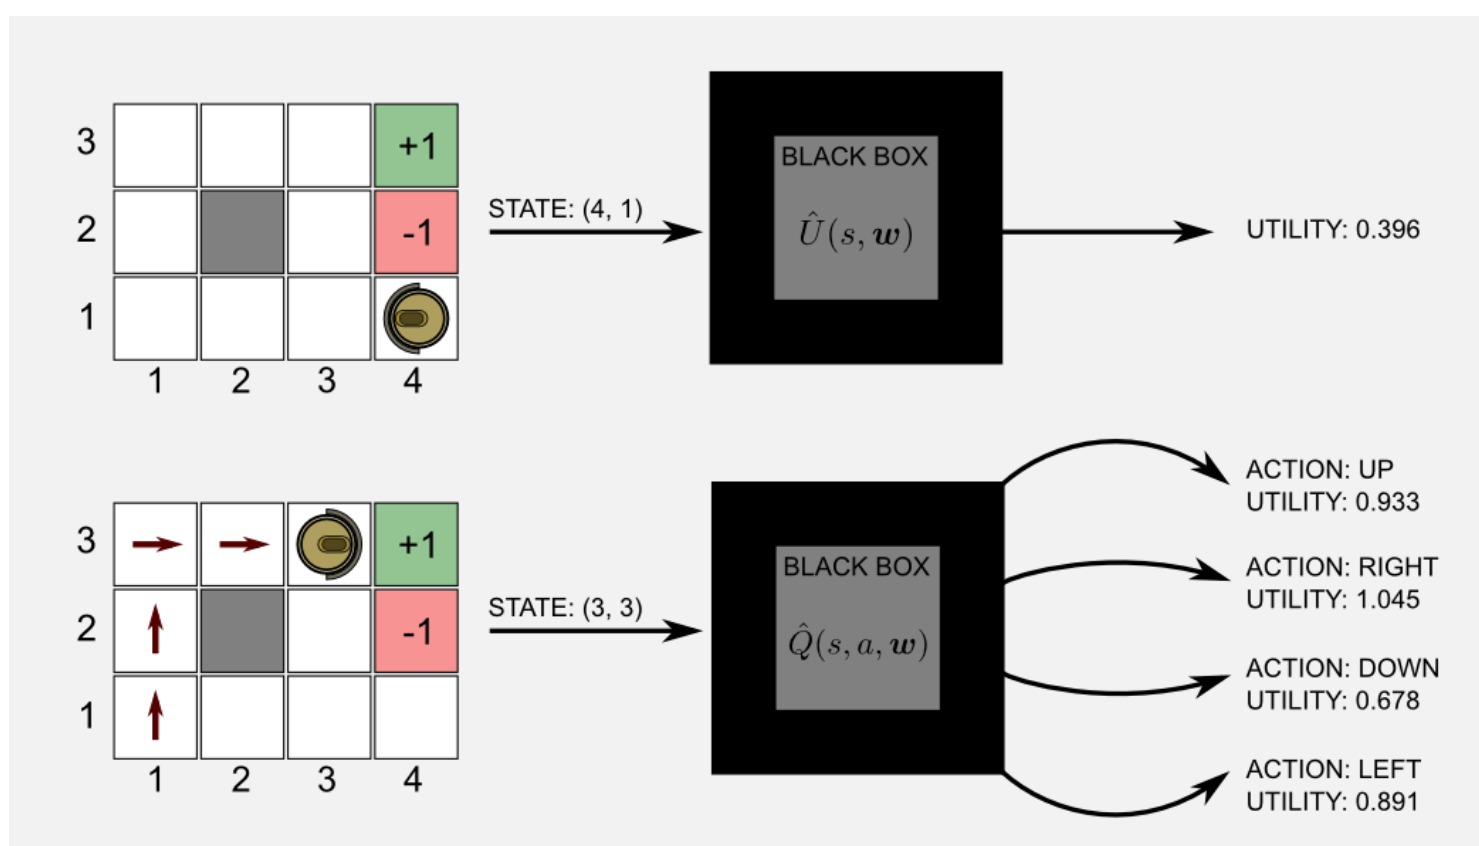 3
+1
2
-1
1
1 2 3 4
STATE: (4, 1)
BLACK BOX
Û(s, w)
UTILITY: 0.396
3
+1
2
-1
1
1 2 3 4
STATE: (3, 3)
BLACK BOX
Q̂(s, a, w)
ACTION: UP
UTILITY: 0.933
ACTION: RIGHT
UTILITY: 1.045
ACTION: DOWN
UTILITY: 0.678
ACTION: LEFT
UTILITY: 0.891